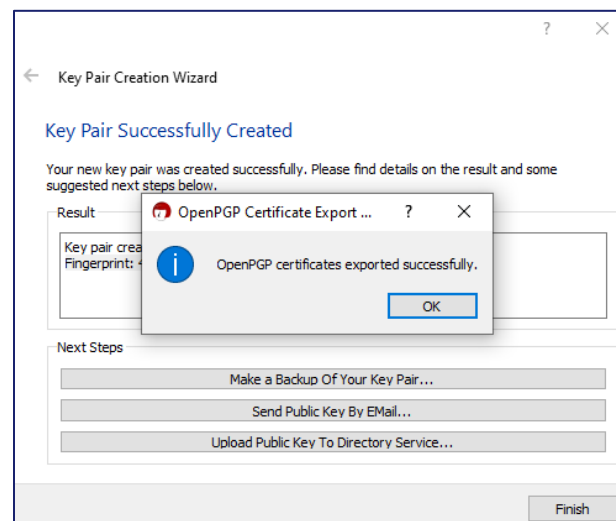 Key Pair Creation Wizard
Key Pair Successfully Created
Your new key pair was created successfully. Please find details on the result and some
suggested next steps below.
Result
OpenPGP Certificate Export ...
?
Key pair crea
Fingerprint:
OpenPGP certificates exported successfully.
OK
Next Steps
Make a Backup Of Your Key Pair...
Send Public Key By EMail...
Upload Public Key To Directory Service...
Finish